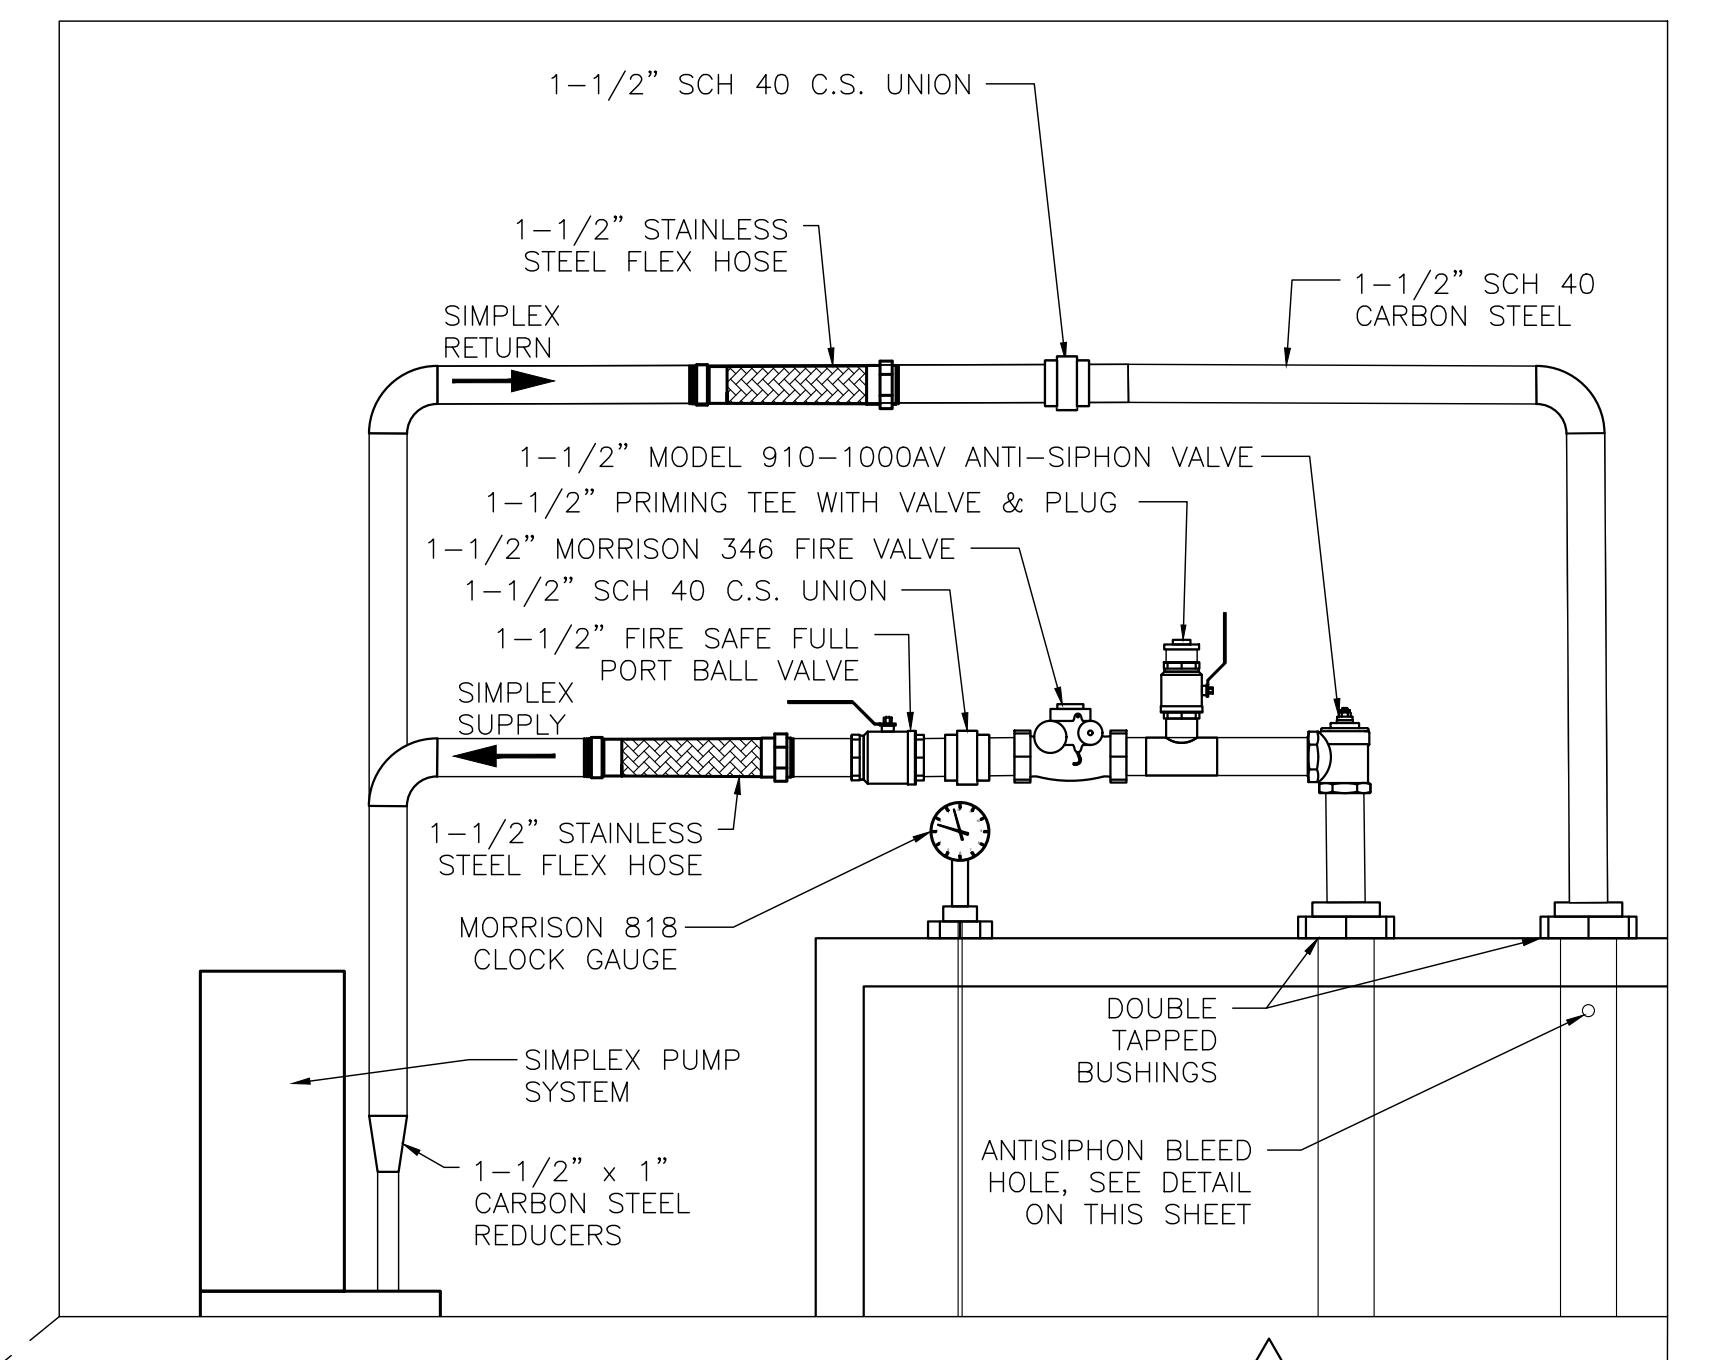 1-1/2” SCH 40 C.S. UNION
1-1/2” STAINLESS
STEEL FLEX HOSE
1-1/2” SCH 40
CARBON STEEL
SIMPLEX
RETURN
1-1/2” MODEL 910-1000AV ANTI-SIPHON VALVE
1-1/2” PRIMING TEE WITH VALVE & PLUG
1-1/2” MORRISON 346 FIRE VALVE
1-1/2” SCH 40 C.S. UNION
1-1/2” FIRE SAFE FULL
PORT BALL VALVE
SIMPLEX
SUPPLY
1-1/2” STAINLESS
STEEL FLEX HOSE
MORRISON 818
CLOCK GAUGE
DOUBLE
TAPPED
BUSHINGS
SIMPLEX PUMP
SYSTEM
ANTISIPHON BLEED
HOLE, SEE DETAIL
ON THIS SHEET
1-1/2” x 1”
CARBON STEEL
REDUCERS